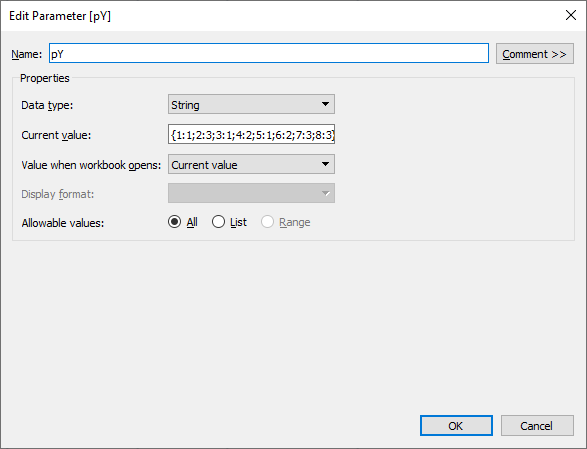 Edit Parameter [pY]
Name: pY Comment >>
Properties
Data type: String
Current value: {1:1;2:3;3:1;4:2;5:1;6:2;7:3;8:3}
Value when workbook opens: Current value
Display format:
Allowable values: All List Range
OK Cancel